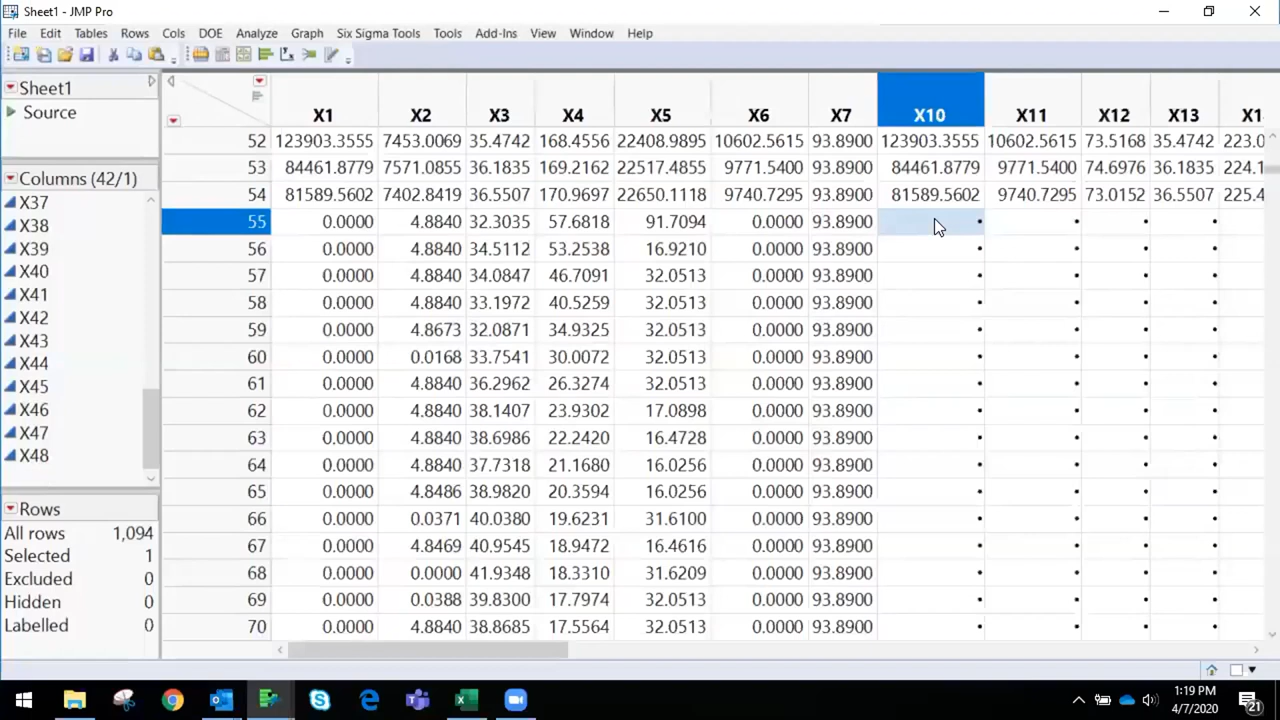 Sheet1 - JMP Pro
File Edit Tables Rows Cols DOE Analyze Graph Six Sigma Tools Tools Add-Ins View Window Help
Sheet1
Source
Columns (42/1)
X37
X38
X39
X40
X41
X42
X43
X44
X45
X46
X47
X48
Rows
All rows 1,094
Selected 1
Excluded 0
Hidden 0
Labelled 0
X1 X2 X3 X4 X5 X6 X7 X10 X11 X12 X13 X1
52 123903.3555 7453.0069 35.4742 168.4556 22408.9895 10602.5615 93.8900 123903.3555 10602.5615 73.5168 35.4742 223.0
53 84461.8779 7571.0855 36.1835 169.2162 22517.4855 9771.5400 93.8900 84461.8779 9771.5400 74.6976 36.1835 224.1
54 81589.5602 7402.8419 36.5507 170.9697 22650.1118 9740.7295 93.8900 81589.5602 9740.7295 73.0152 36.5507 225.4
55 0.0000 4.8840 32.3035 57.6818 91.7094 0.0000 93.8900 • • • •
56 0.0000 4.8840 34.5112 53.2538 16.9210 0.0000 93.8900 • • • •
57 0.0000 4.8840 34.0847 46.7091 32.0513 0.0000 93.8900 • • • •
58 0.0000 4.8840 33.1972 40.5259 32.0513 0.0000 93.8900 • • • •
59 0.0000 4.8673 32.0871 34.9325 32.0513 0.0000 93.8900 • • • •
60 0.0000 0.0168 33.7541 30.0072 32.0513 0.0000 93.8900 • • • •
61 0.0000 4.8840 36.2962 26.3274 32.0513 0.0000 93.8900 • • • •
62 0.0000 4.8840 38.1407 23.9302 17.0898 0.0000 93.8900 • • • •
63 0.0000 4.8840 38.6986 22.2420 16.4728 0.0000 93.8900 • • • •
64 0.0000 4.8840 37.7318 21.1680 16.0256 0.0000 93.8900 • • • •
65 0.0000 4.8486 38.9820 20.3594 16.0256 0.0000 93.8900 • • • •
66 0.0000 0.0371 40.0380 19.6231 31.6100 0.0000 93.8900 • • • •
67 0.0000 4.8469 40.9545 18.9472 16.4616 0.0000 93.8900 • • • •
68 0.0000 0.0000 41.9348 18.3310 31.6209 0.0000 93.8900 • • • •
69 0.0000 0.0388 39.8300 17.7974 32.0513 0.0000 93.8900 • • • •
70 0.0000 4.8840 38.8685 17.5564 32.0513 0.0000 93.8900 • • • •
1:19 PM
4/7/2020
21